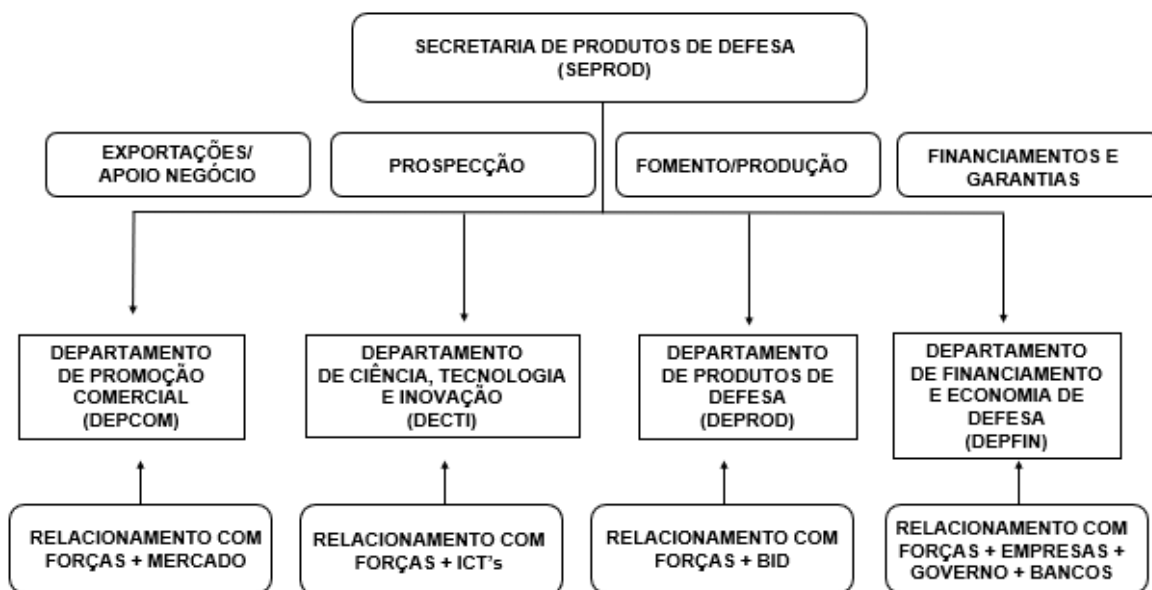 SECRETARIA DE PRODUTOS DE DEFESA
(SEPROD)
EXPORTAÇÕES/
APOIO NEGÓCIO
PROSPECÇÃO
FOMENTO/PRODUÇÃO
FINANCIAMENTOS E
GARANTIAS
DEPARTAMENTO
DE PROMOÇÃO
COMERCIAL
(DEPCOM)
DEPARTAMENTO
DE CIÊNCIA, TECNOLOGIA
E INOVAÇÃO
(DECTI)
DEPARTAMENTO
DE PRODUTOS DE
DEFESA
(DEPROD)
DEPARTAMENTO
DE FINANCIAMENTO
E ECONOMIA DE
DEFESA
(DEPFIN)
RELACIONAMENTO COM
FORÇAS + MERCADO
RELACIONAMENTO COM
FORÇAS + ICT's
RELACIONAMENTO COM
FORÇAS + BID
RELACIONAMENTO COM
FORÇAS + EMPRESAS +
GOVERNO + BANCOS